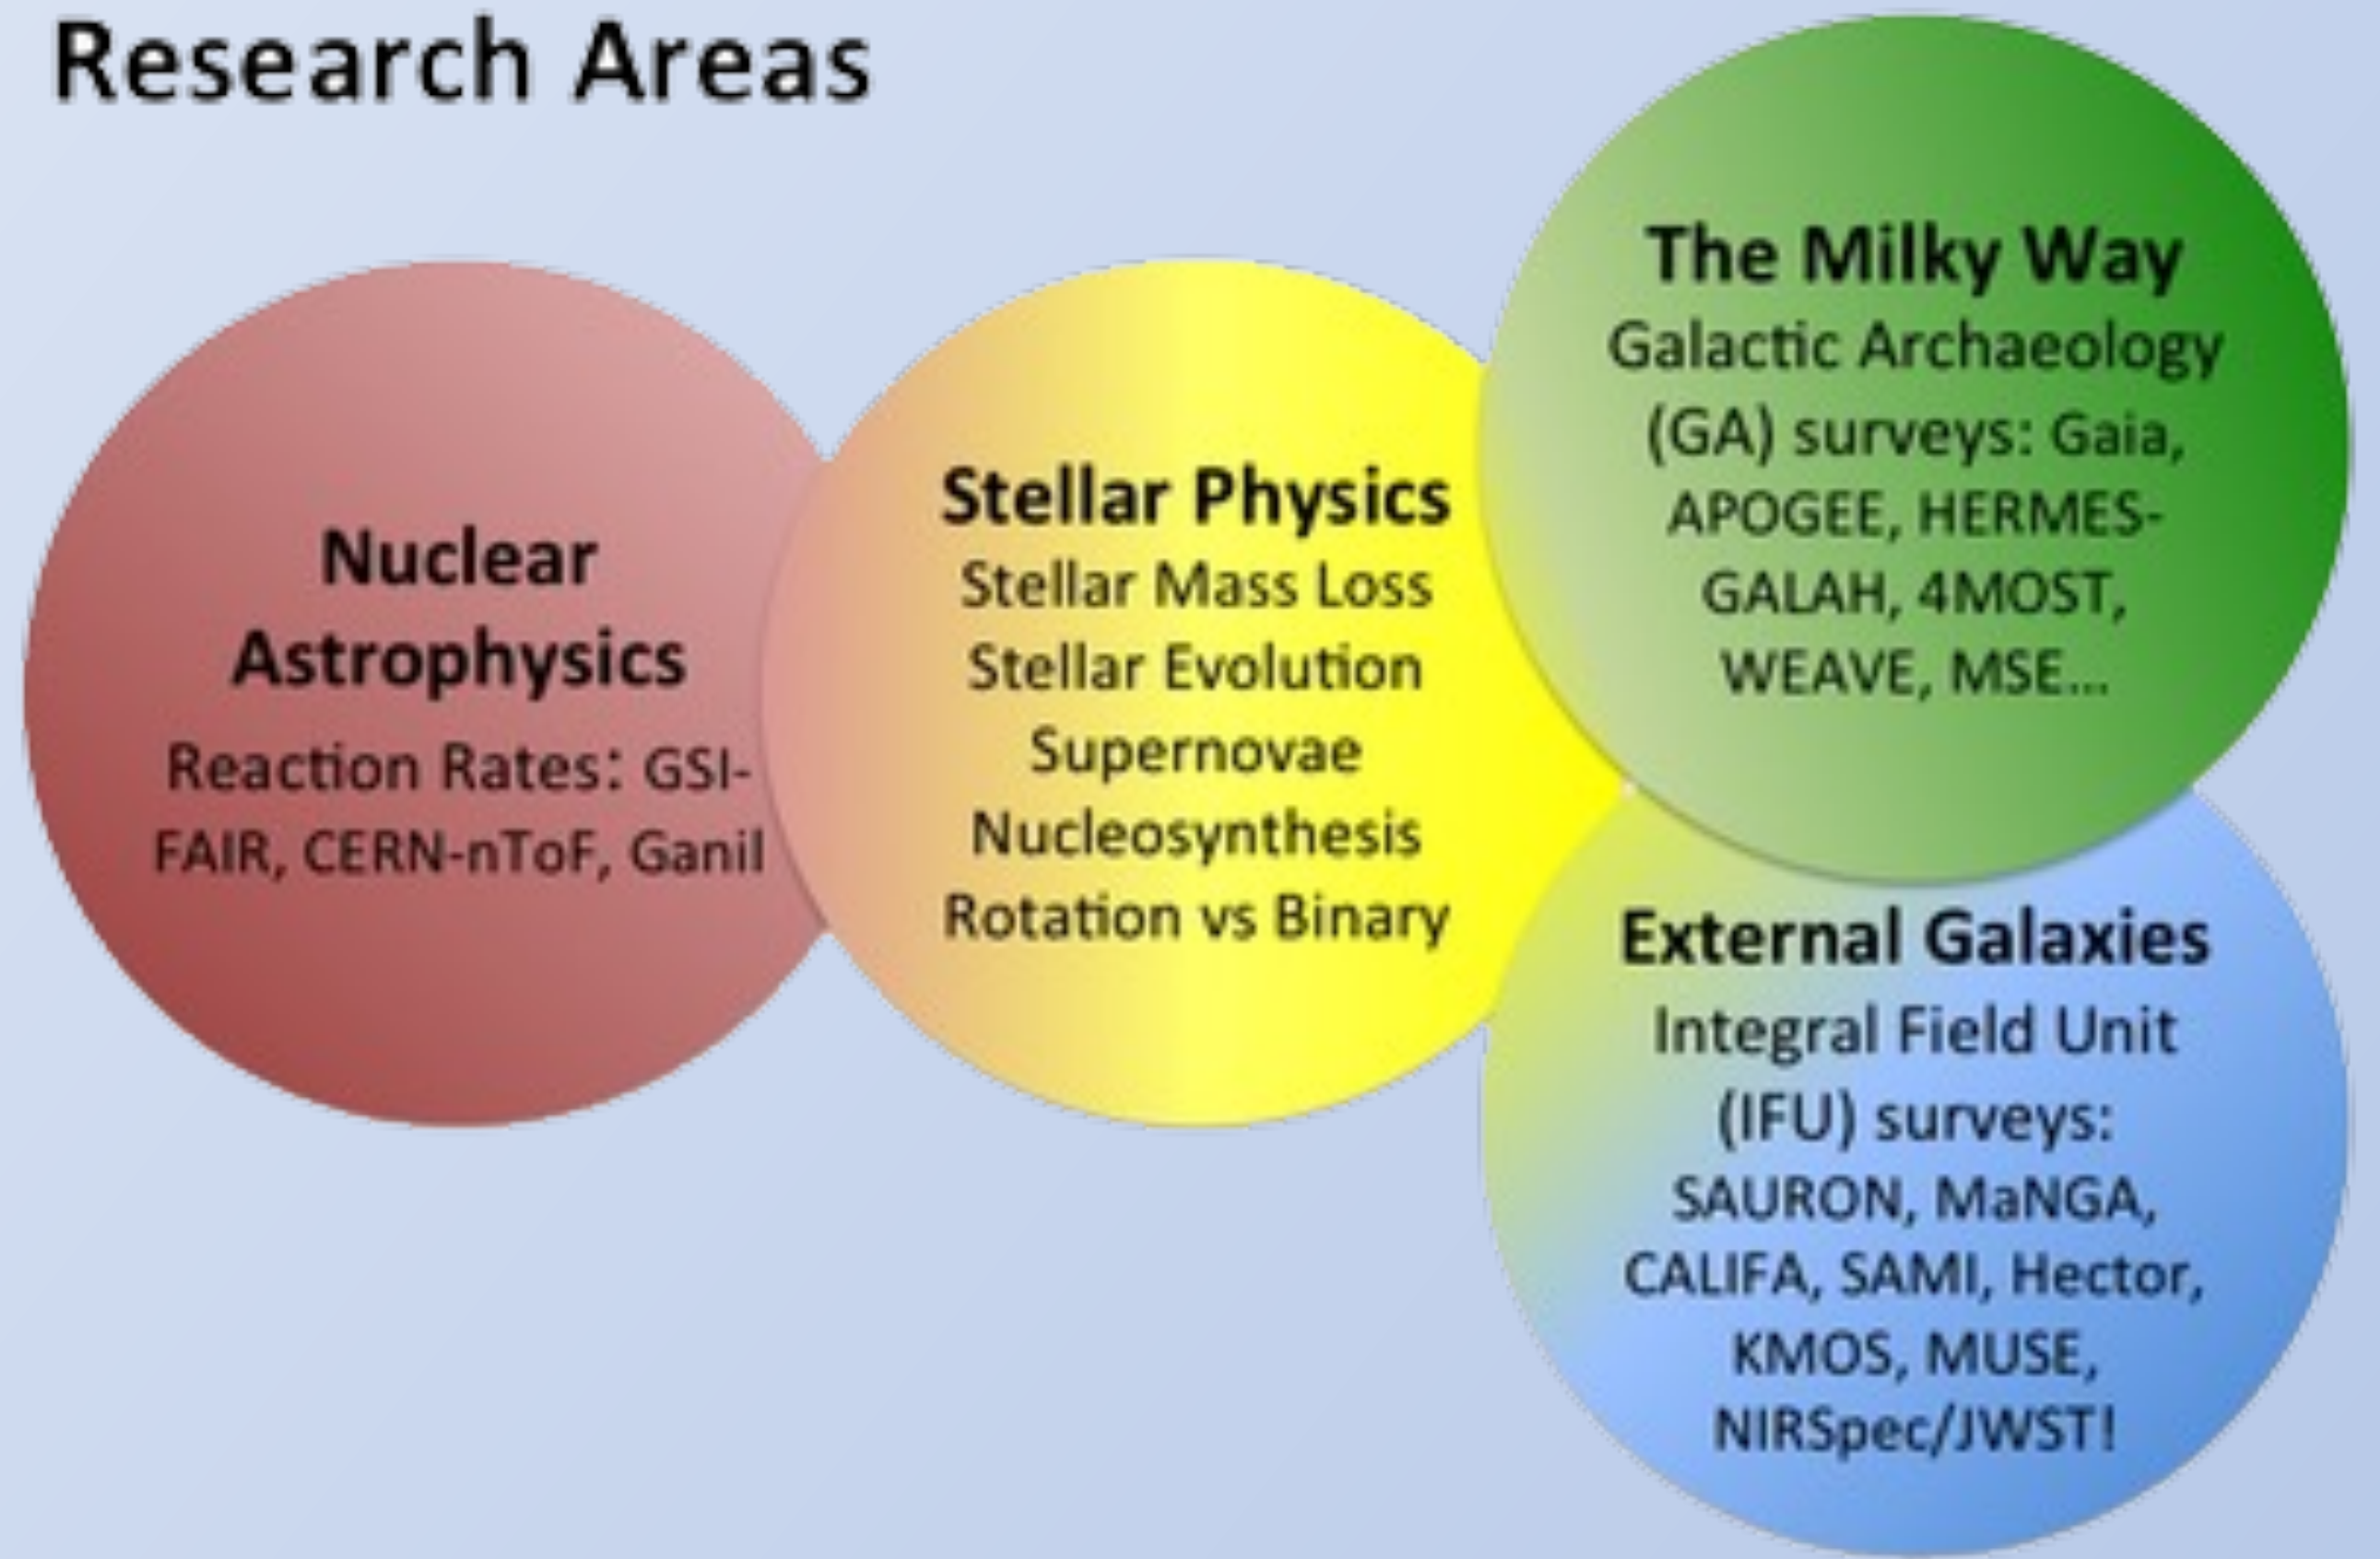 Research Areas
Nuclear
Astrophysics
Reaction Rates: GSI-
FAIR, CERN-nToF, Ganil
Stellar Physics
Stellar Mass Loss
Stellar Evolution
Supernovae
Nucleosynthesis
Rotation vs Binary
The Milky Way
Galactic Archaeology
(GA) surveys: Gaia,
APOGEE, HERMES-
GALAH, 4MOST,
WEAVE, MSE...
External Galaxies
Integral Field Unit
(IFU) surveys:
SAURON, MaNGA,
CALIFA, SAMI, Hector,
KMOS, MUSE,
NIRSpec/JWST!